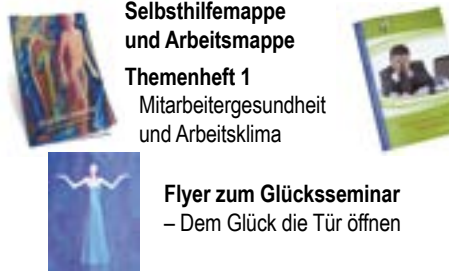 Selbsthilfemappe
und Arbeitsmappe
Themenheft 1
Mitarbeitergesundheit
und Arbeitsklima
Flyer zum Glücksseminar
– Dem Glück die Tür öffnen